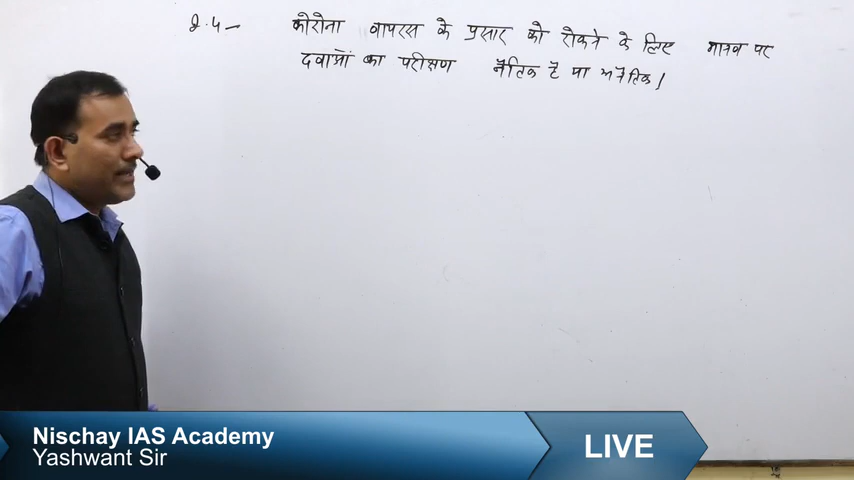 Q.4- कोरोना वायरस के प्रसार को रोकने के लिए मानव पर
दवाओं का परीक्षण नैतिक है या अनैतिक।
Nischay IAS Academy
Yashwant Sir
LIVE